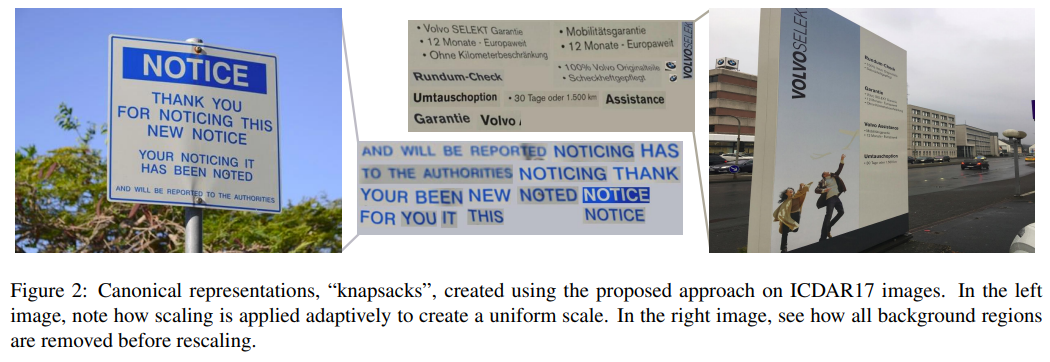 NOTICE
THANK YOU
FOR NOTICING THIS
NEW NOTICE
YOUR NOTICING IT
HAS BEEN NOTED
AND WILL BE REPORTED TO THE AUTHORITIES
• Volvo SELEKT Garantie
• 12 Monate - Europaweit
• Ohne Kilometerbeschränkung
• Mobilitätsgarantie
• 12 Monate - Europaweit
• 100% Volvo Originalteile
• Scheckheftgepflegt
VOLVOSELEK
Rundum-Check
Umtauschoption • 30 Tage oder 1.500 km Assistance
Garantie Volvo
AND WILL BE REPORTED NOTICING HAS
TO THE AUTHORITIES NOTICING THANK
YOUR BEEN NEW NOTED NOTICE
FOR YOU IT THIS NOTICE
VOLVOSELEKT
Rundum-Check
Garantie
Volvo Assistance
Umtauschoption
Figure 2: Canonical representations, “knapsacks”, created using the proposed approach on ICDAR17 images. In the left
image, note how scaling is applied adaptively to create a uniform scale. In the right image, see how all background regions
are removed before rescaling.